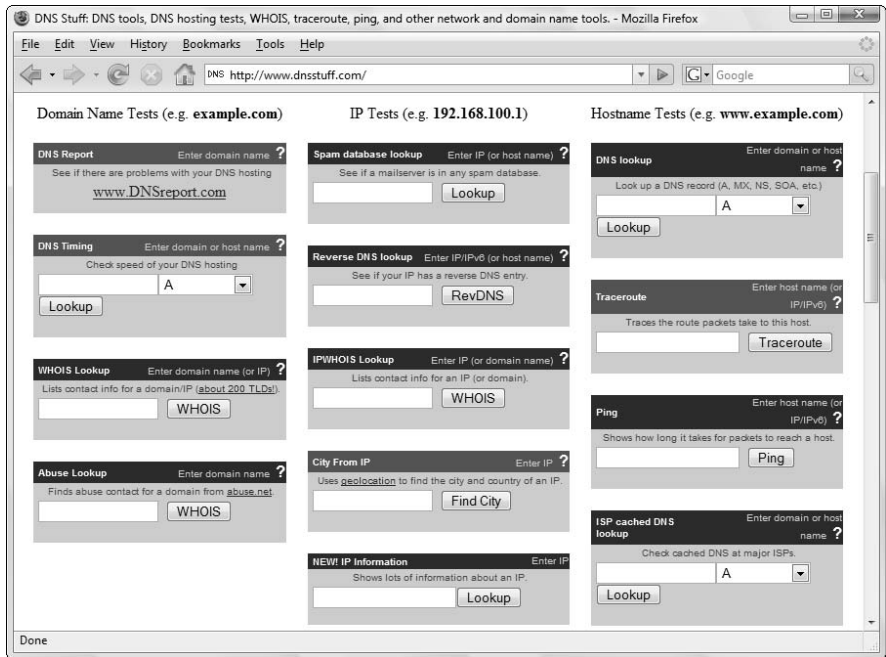 DNS Stuff: DNS tools, DNS hosting tests, WHOIS, traceroute, ping, and other network and domain name tools. - Mozilla Firefox
File Edit View History Bookmarks Tools Help
DNS http://www.dnsstuff.com/
G Google
Domain Name Tests (e.g. example.com)
DNS Report Enter domain name ?
See if there are problems with your DNS hosting
www.DNSreport.com
DNS Timing Enter domain or host name ?
Check speed of your DNS hosting
A
Lookup
WHOIS Lookup Enter domain name (or IP) ?
Lists contact info for a domain/IP (about 200 TLDs!).
WHOIS
Abuse Lookup Enter domain name ?
Finds abuse contact for a domain from abuse.net.
WHOIS
IP Tests (e.g. 192.168.100.1)
Spam database lookup Enter IP (or host name) ?
See if a mailserver is in any spam database.
Lookup
Reverse DNS lookup Enter IP/IPv6 (or host name) ?
See if your IP has a reverse DNS entry.
RevDNS
IPWHOIS Lookup Enter IP (or domain name) ?
Lists contact info for an IP (or domain).
WHOIS
City From IP Enter IP ?
Uses geolocation to find the city and country of an IP.
Find City
NEW! IP Information Enter IP
Shows lots of information about an IP.
Lookup
Hostname Tests (e.g. www.example.com)
DNS lookup Enter domain or host
name ?
Look up a DNS record (A, MX, NS, SOA, etc.)
A
Lookup
Traceroute Enter host name (or
IP/IPv6) ?
Traces the route packets take to this host.
Traceroute
Ping Enter host name (or
IP/IPv6) ?
Shows how long it takes for packets to reach a host.
Ping
ISP cached DNS Enter domain or host
lookup name ?
Check cached DNS at major ISPs.
A
Lookup
Done